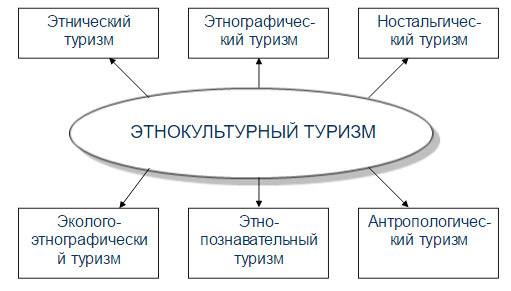 Этнический
туризм
Этнографичес-
кий туризм
Ностальгичес-
кий туризм
ЭТНОКУЛЬТУРНЫЙ ТУРИЗМ
Эколого-
этнографически
й туризм
Этно-
познавательный
туризм
Антропологичес-
кий туризм